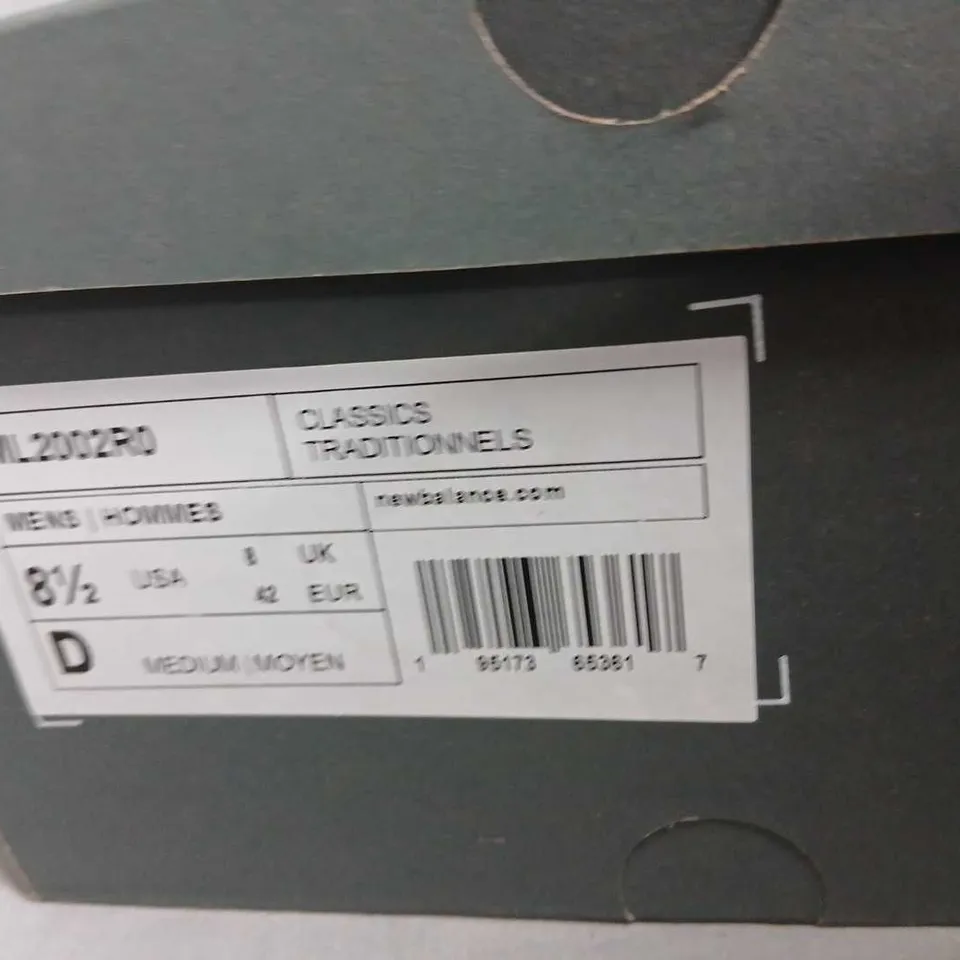 ML2002R0
CLASSICS
TRADITIONNELS
MENS | HOMMES
newbalance.com
8½ USA 8 UK
42 EUR
D MEDIUM | MOYEN
1 95173 65361 7